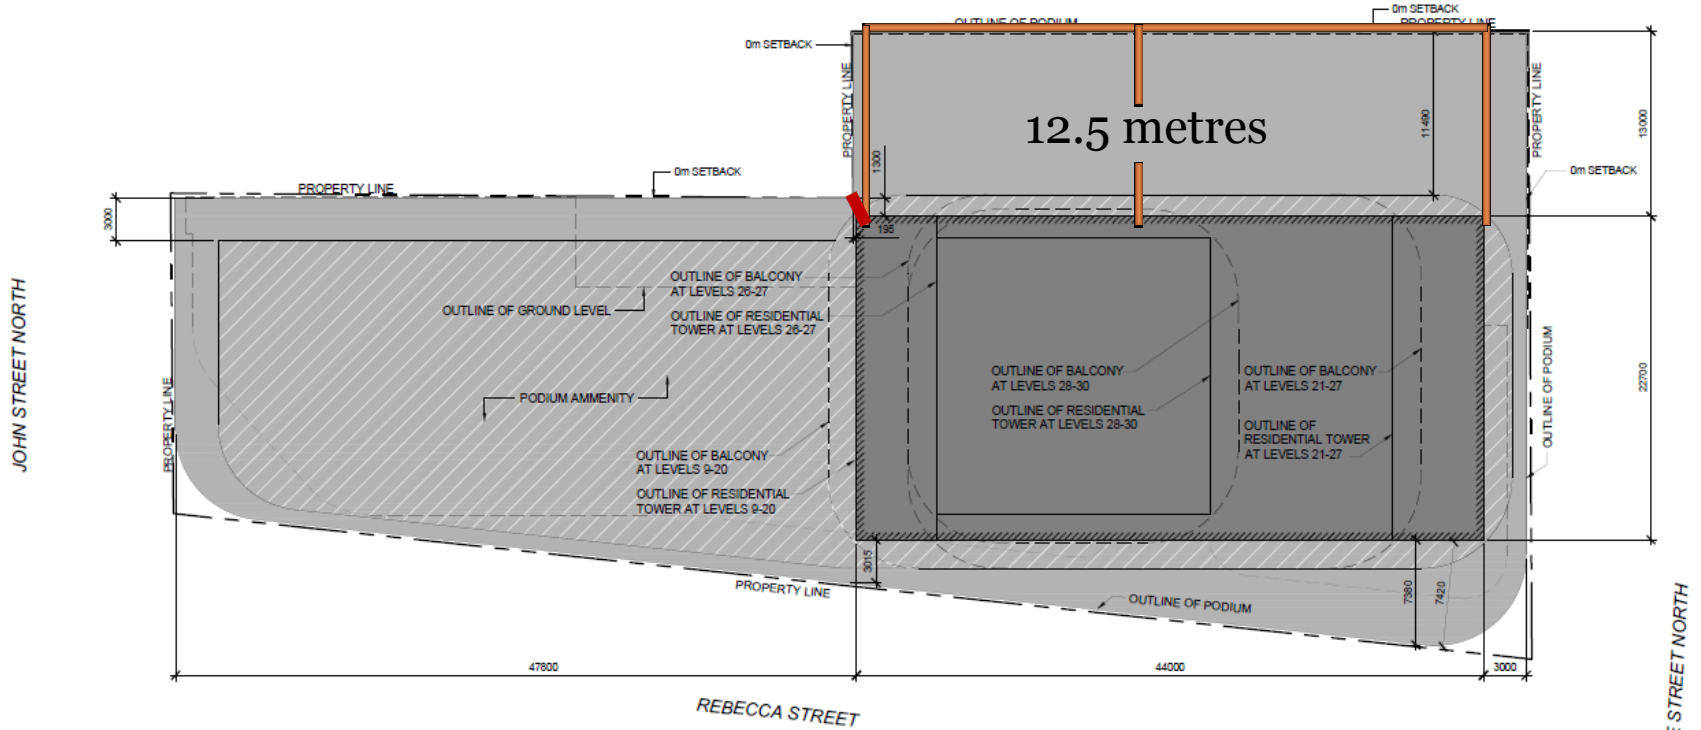 0m SETBACK
OUTLINE OF PODIUM
PROPERTY LINE
0m SETBACK
PROPERTY LINE
PROPERTY LINE
12.5 metres
11490
13000
1300
0m SETBACK
0m SETBACK
PROPERTY LINE
3000
195
OUTLINE OF BALCONY
AT LEVELS 26-27
OUTLINE OF GROUND LEVEL
OUTLINE OF RESIDENTIAL
TOWER AT LEVELS 26-27
JOHN STREET NORTH
OUTLINE OF BALCONY
AT LEVELS 28-30
OUTLINE OF BALCONY
AT LEVELS 21-27
OUTLINE OF PODIUM
22700
PODIUM AMMENITY
OUTLINE OF RESIDENTIAL
TOWER AT LEVELS 28-30
PROPERTY LINE
OUTLINE OF
RESIDENTIAL TOWER
AT LEVELS 21-27
OUTLINE OF BALCONY
AT LEVELS 9-20
OUTLINE OF RESIDENTIAL
TOWER AT LEVELS 9-20
3015
PROPERTY LINE
7380
7420
OUTLINE OF PODIUM
47800
44000
3000
REBECCA STREET
E STREET NORTH